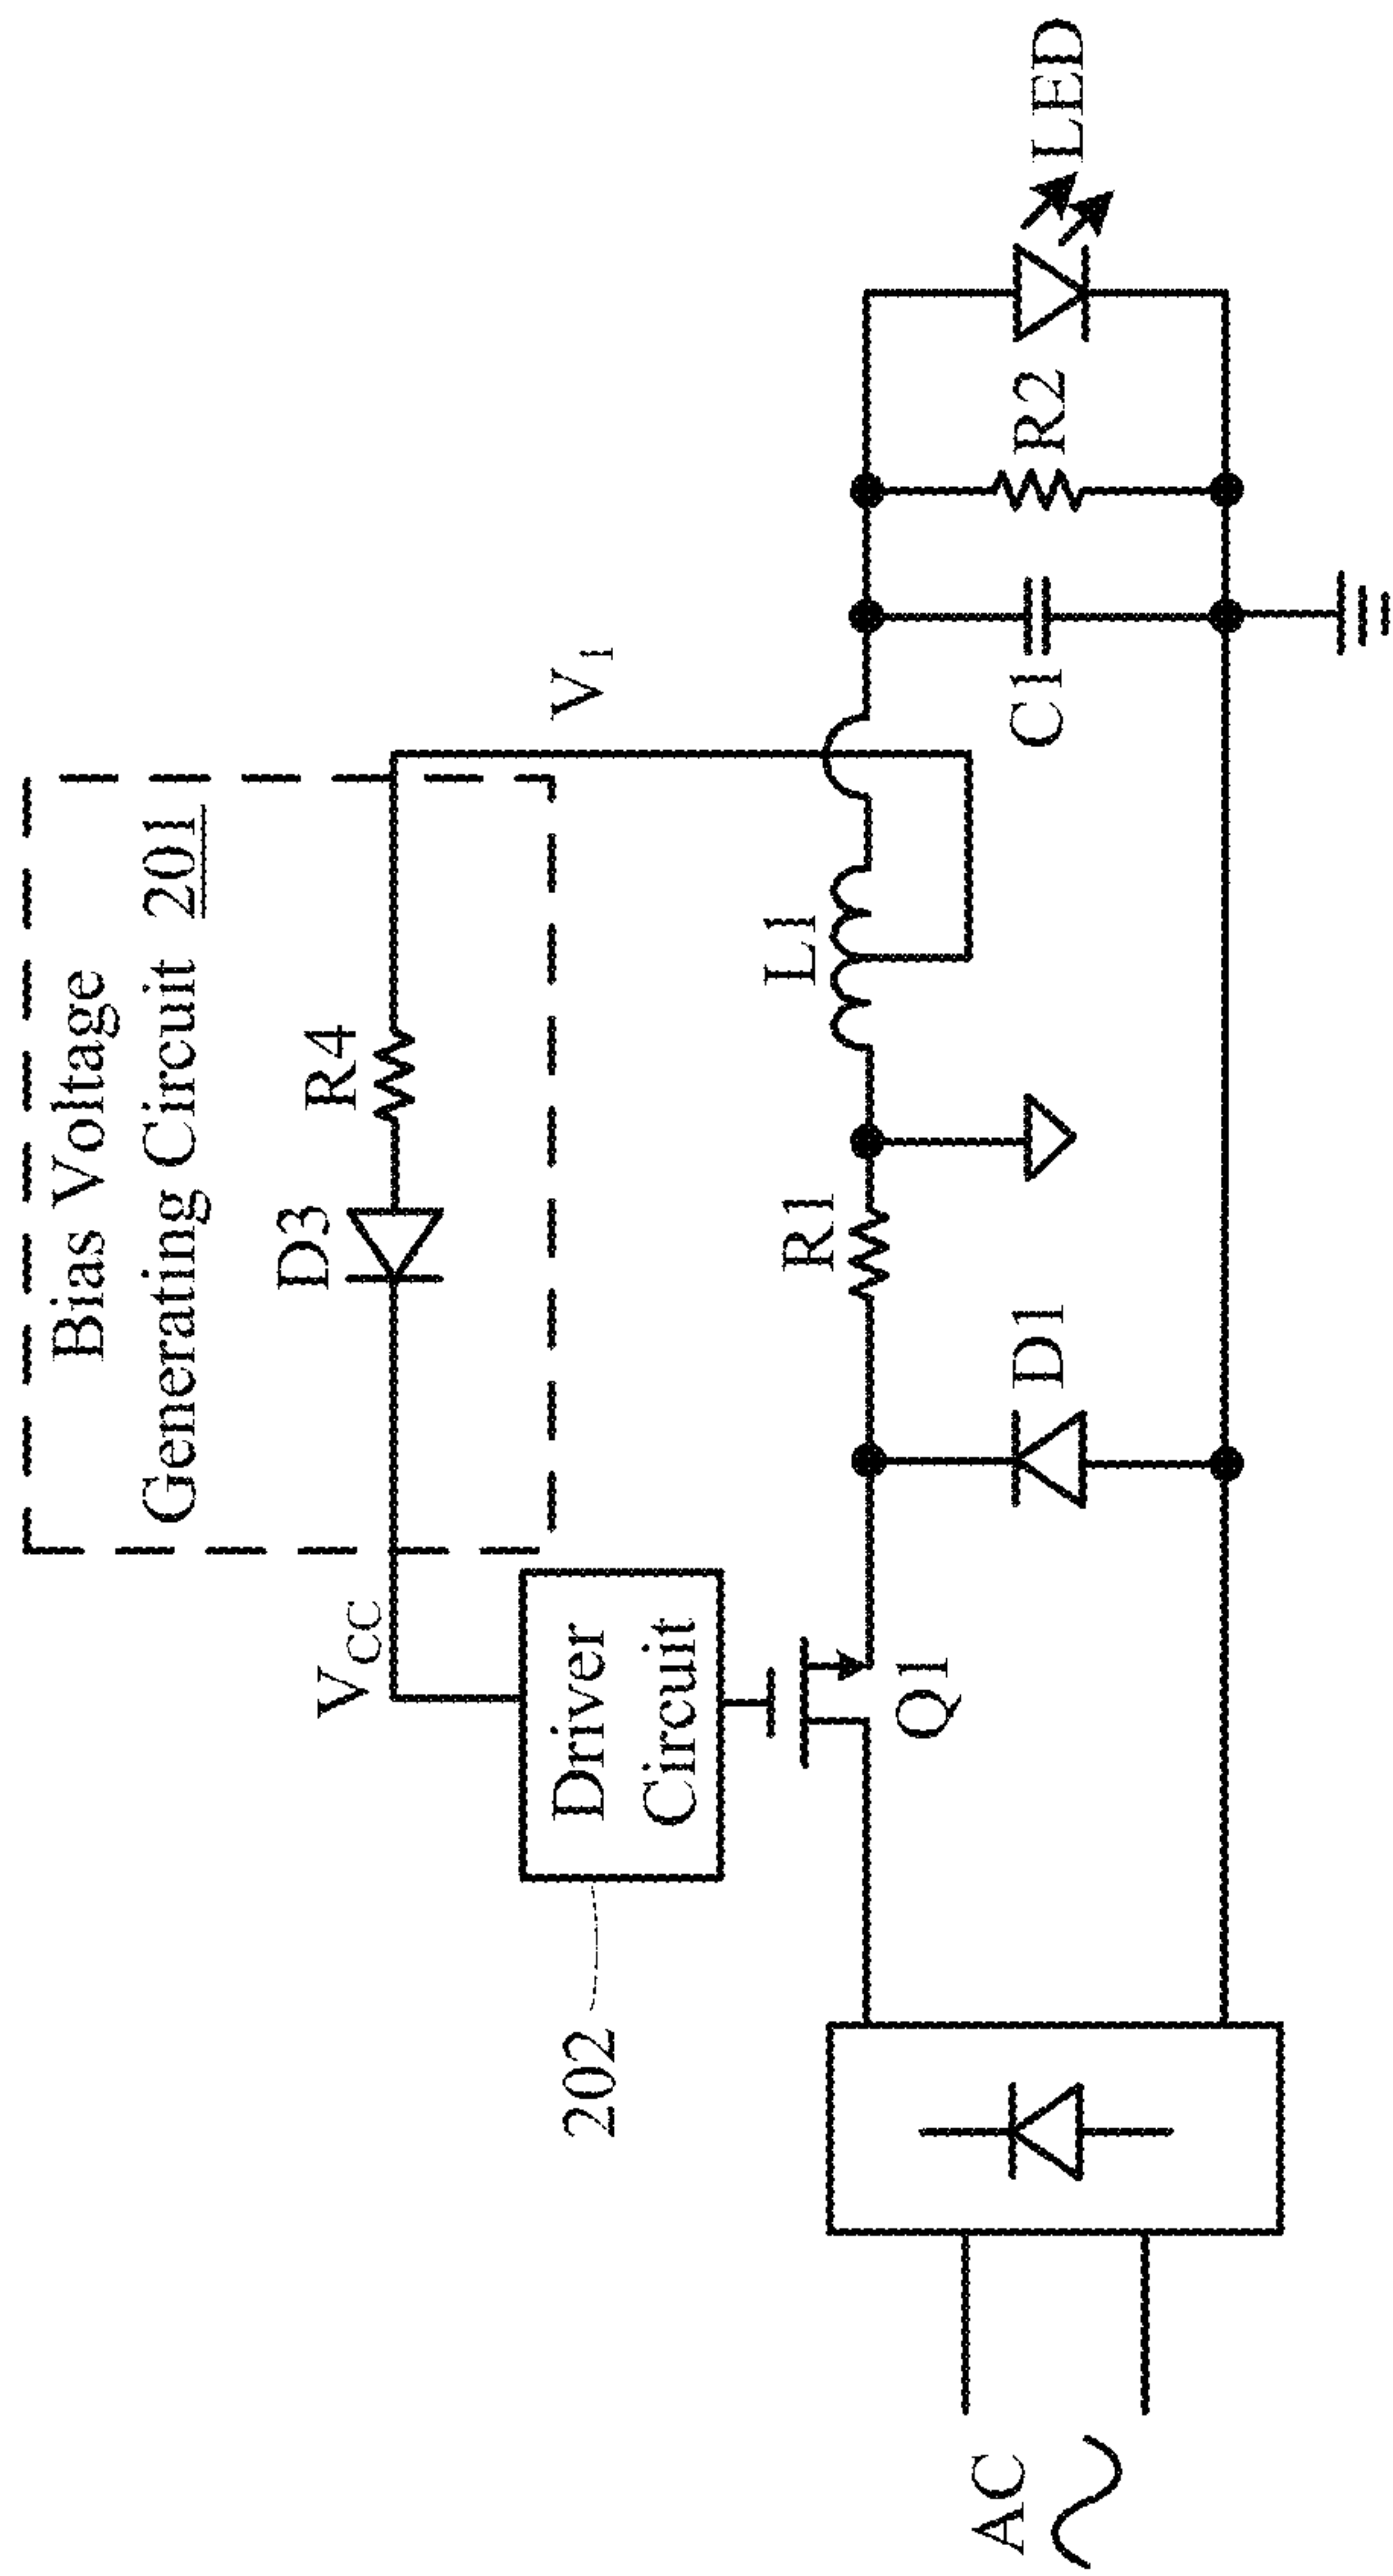 Bias Voltage
Generating Circuit 201
D3
R4
VCC
V1
202
Driver
Circuit
Q1
R1
L1
D1
C1
R2
LED
AC